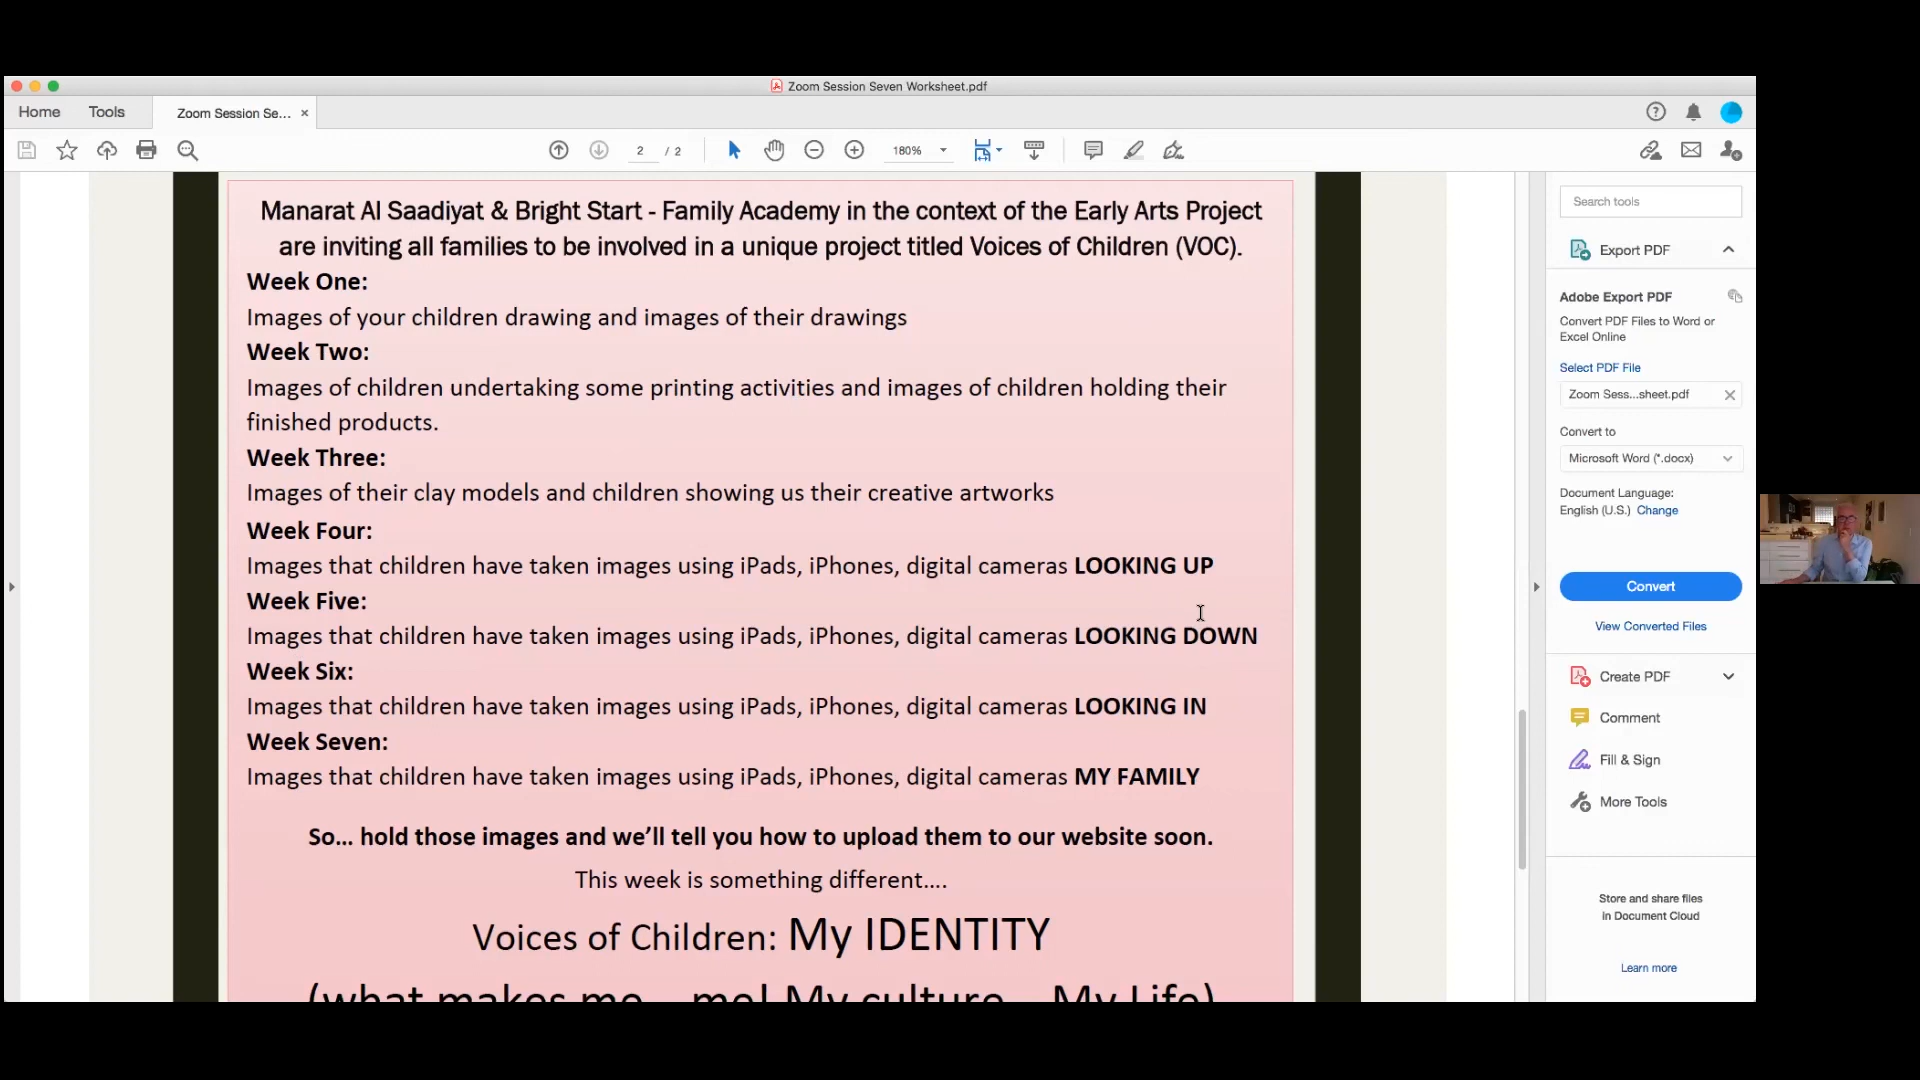 Zoom Session Seven Worksheet.pdf
Home
Tools
Zoom Session Se...
2 / 2
180%
Manarat Al Saadiyat & Bright Start - Family Academy in the context of the Early Arts Project
are inviting all families to be involved in a unique project titled Voices of Children (VOC).
Week One:
Images of your children drawing and images of their drawings
Week Two:
Images of children undertaking some printing activities and images of children holding their
finished products.
Week Three:
Images of their clay models and children showing us their creative artworks
Week Four:
Images that children have taken images using iPads, iPhones, digital cameras LOOKING UP
Week Five:
Images that children have taken images using iPads, iPhones, digital cameras LOOKING DOWN
Week Six:
Images that children have taken images using iPads, iPhones, digital cameras LOOKING IN
Week Seven:
Images that children have taken images using iPads, iPhones, digital cameras MY FAMILY
So... hold those images and we'll tell you how to upload them to our website soon.
This week is something different....
Voices of Children: My IDENTITY
(what makes me... me! My culture... My Life)
Search tools
Export PDF
Adobe Export PDF
Convert PDF Files to Word or
Excel Online
Select PDF File
Zoom Sess...sheet.pdf
Convert to
Microsoft Word (*.docx)
Document Language:
English (U.S.) Change
Convert
View Converted Files
Create PDF
Comment
Fill & Sign
More Tools
Store and share files
in Document Cloud
Learn more